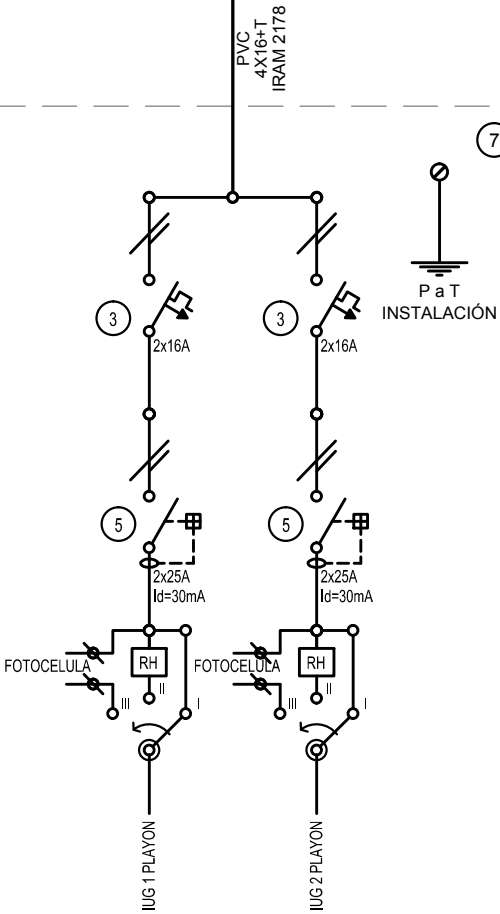 PVC
4X16+T
IRAM 2178
7
3
2x16A
3
2x16A
P a T
INSTALACIÓN
5
2x25A
Id=30mA
5
2x25A
Id=30mA
FOTOCELULA
RH
II
III
I
FOTOCELULA
RH
II
III
I
IUG 1 PLAYON
IUG 2 PLAYON